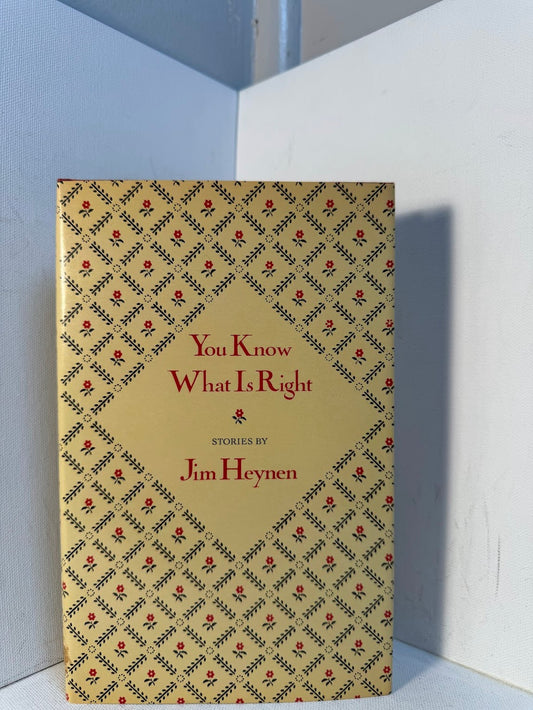 You Know
What Is Right
STORIES BY
Jim Heynen